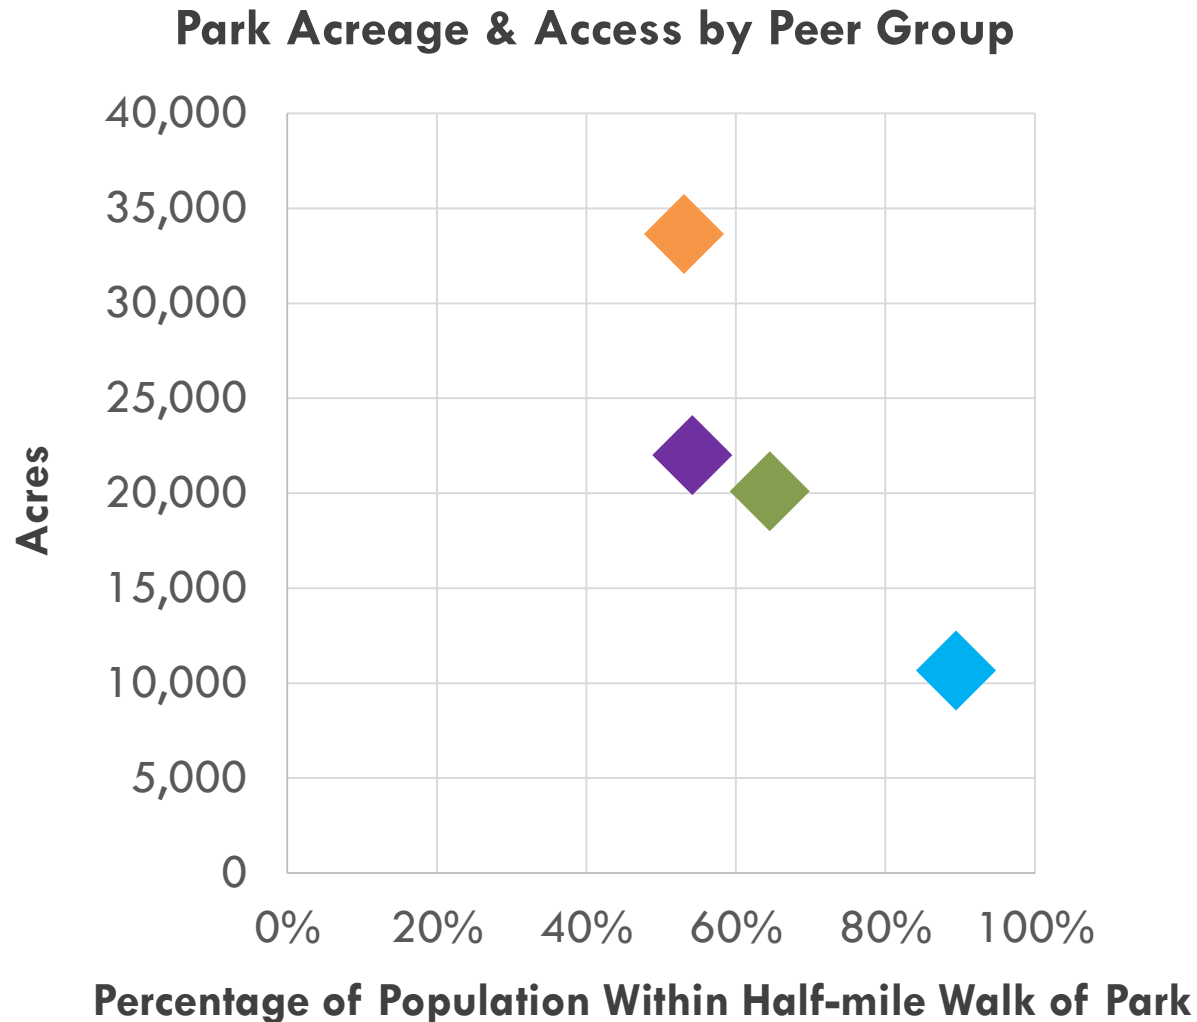 Park Acreage & Access by Peer Group
40,000
35,000
30,000
25,000
20,000
15,000
10,000
5,000
0
Acres
0% 20% 40% 60% 80% 100%
Percentage of Population Within Half-mile Walk of Park